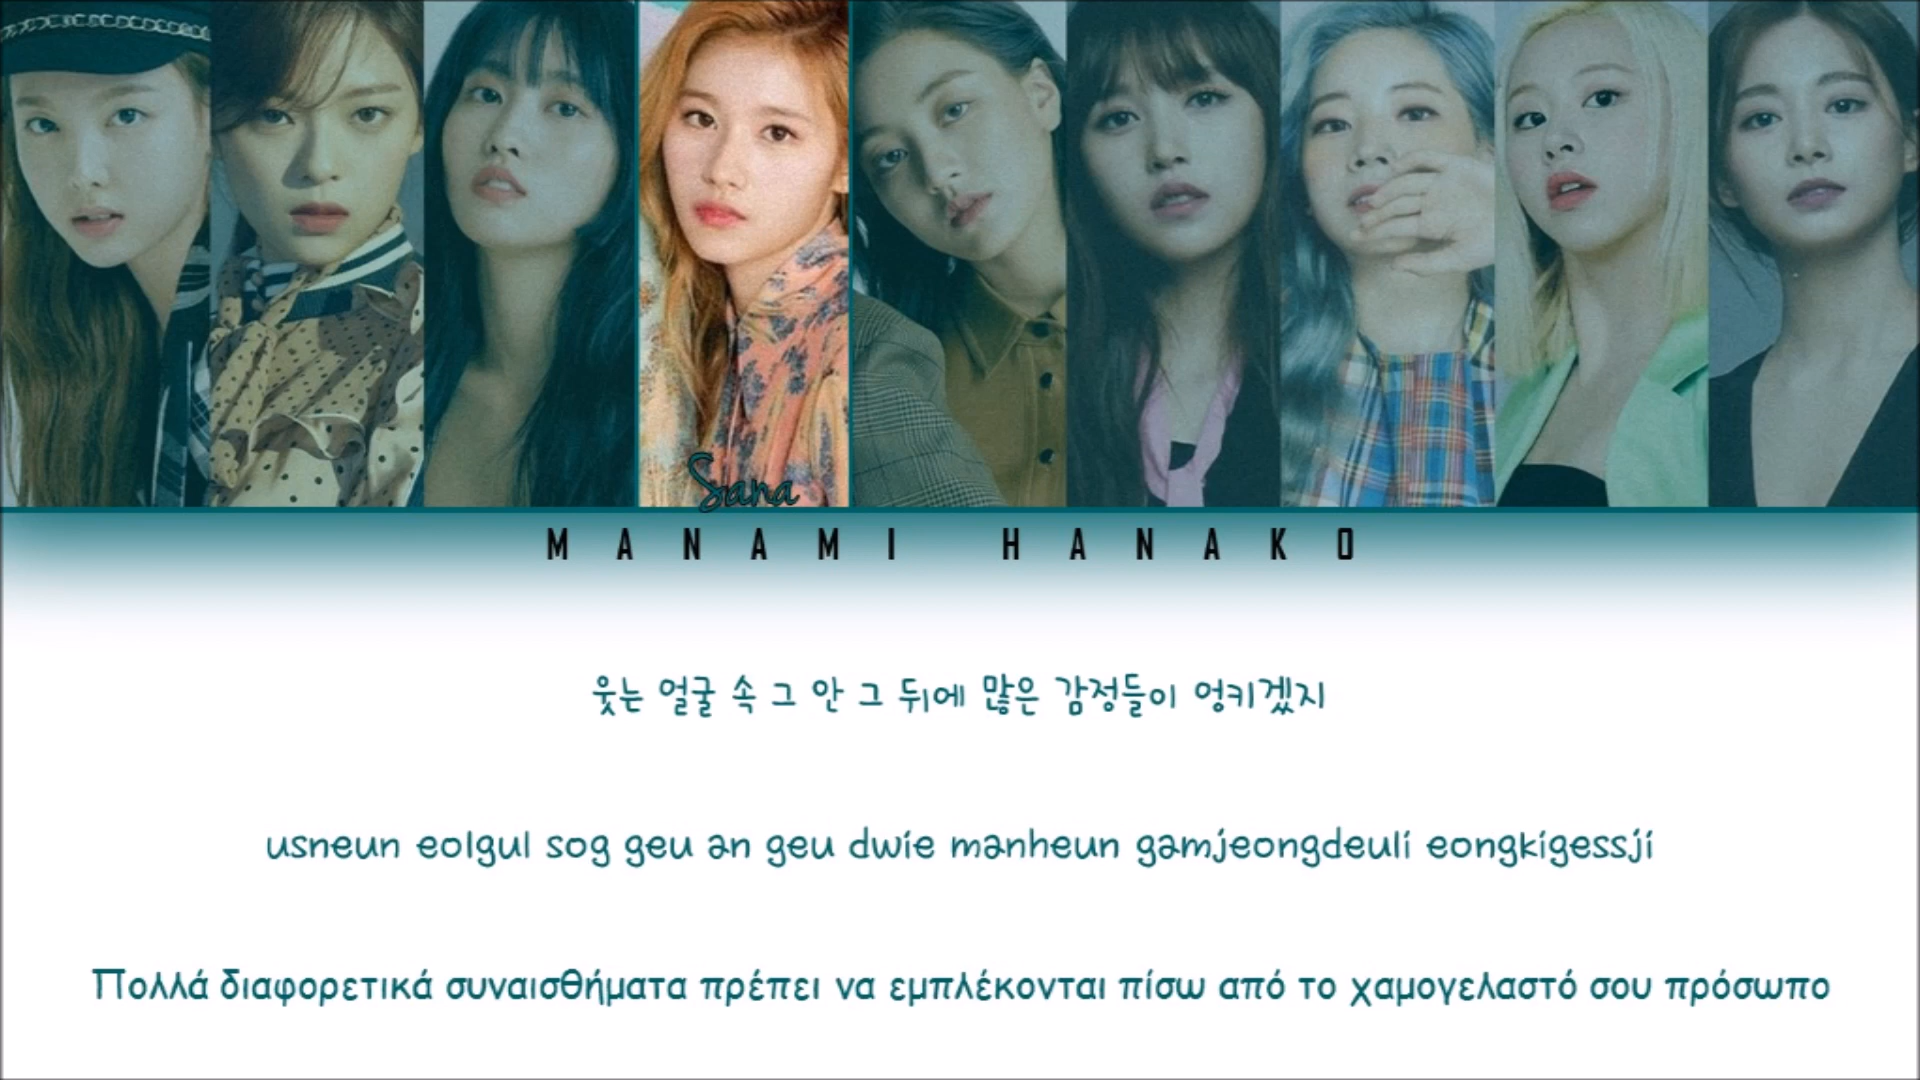 Sana
MANAMI HANAKO
웃는 얼굴 속 그 안 그 뒤에 많은 감정들이 엉키겠지
usneun eolgul sog geu an geu dwie manheun gamjeongdeuli eongkigessji
Πολλά διαφορετικά συναισθήματα πρέπει να εμπλέκονται πίσω από το χαμογελαστό σου πρόσωπο